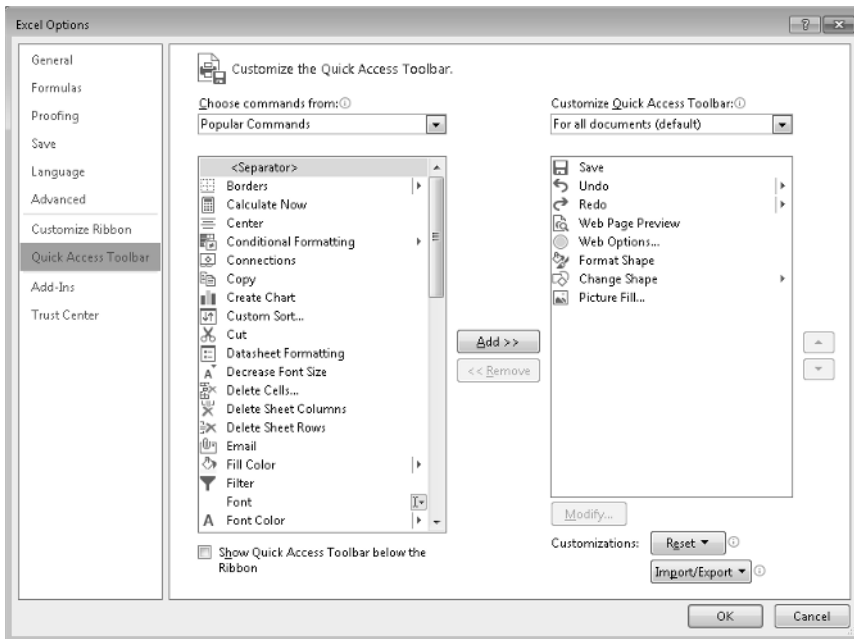 Excel Options
General
Formulas
Proofing
Save
Language
Advanced
Customize Ribbon
Quick Access Toolbar
Add-Ins
Trust Center
Customize the Quick Access Toolbar.
Choose commands from:
Popular Commands
<Separator>
Borders
Calculate Now
Center
Conditional Formatting
Connections
Copy
Create Chart
Custom Sort...
Cut
Datasheet Formatting
Decrease Font Size
Delete Cells...
Delete Sheet Columns
Delete Sheet Rows
Email
Fill Color
Filter
Font
Font Color
Show Quick Access Toolbar below the
Ribbon
Add >>
<< Remove
Customize Quick Access Toolbar:
For all documents (default)
Save
Undo
Redo
Web Page Preview
Web Options...
Format Shape
Change Shape
Picture Fill...
Modify...
Customizations: Reset
Import/Export
OK Cancel